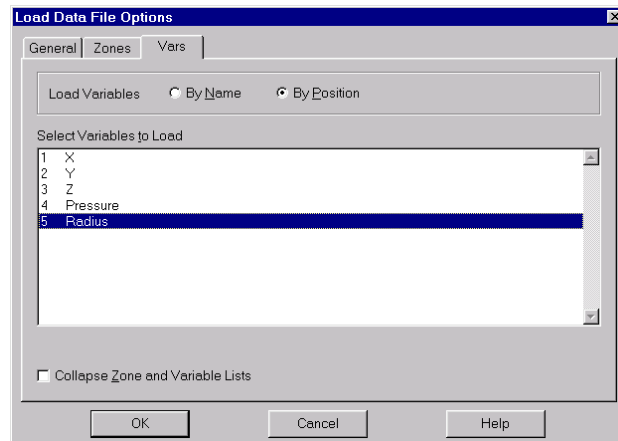 Load Data File Options
General Zones Vars
Load Variables By Name By Position
Select Variables to Load
1 X
2 Y
3 Z
4 Pressure
5 Radius
Collapse Zone and Variable Lists
OK Cancel Help